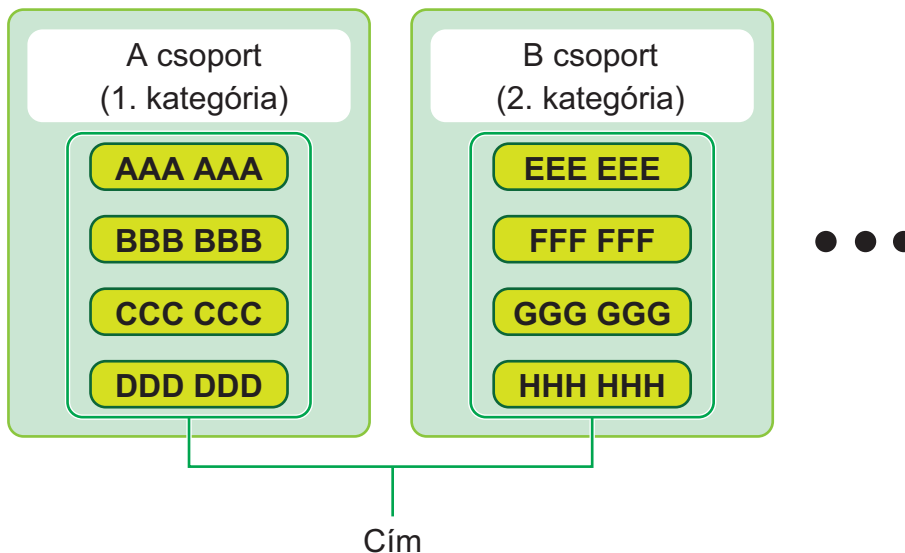 A csoport
(1. kategória)
AAA AAA
BBB BBB
CCC CCC
DDD DDD
B csoport
(2. kategória)
EEE EEE
FFF FFF
GGG GGG
HHH HHH
Cím